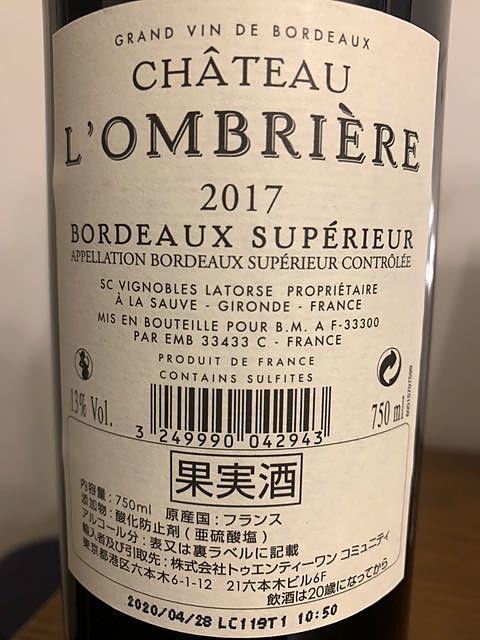 GRAND VIN DE BORDEAUX
CHÂTEAU
L'OMBRIÈRE
2017
BORDEAUX SUPÉRIEUR
APPELLATION BORDEAUX SUPÉRIEUR CONTRÔLÉE
SC VIGNOBLES LATORSE PROPRIÉTAIRE
À LA SAUVE - GIRONDE - FRANCE
MIS EN BOUTEILLE POUR B.M. A F-33300
PAR EMB 33433 C - FRANCE
PRODUIT DE FRANCE
CONTAINS SULFITES
13% Vol.
750 ml
3 249990 042943
果実酒
内容量:750ml 原産国:フランス
添加物:酸化防止剤(亜硫酸塩)
アルコール分:表又は裏ラベルに記載
輸入者及び引取先:株式会社トゥエンティーワン コミュニティ
東京都港区六本木6-1-12 21六本木ビル6F
飲酒は20歳になってから
2020/04/28 LC119T1 10:50